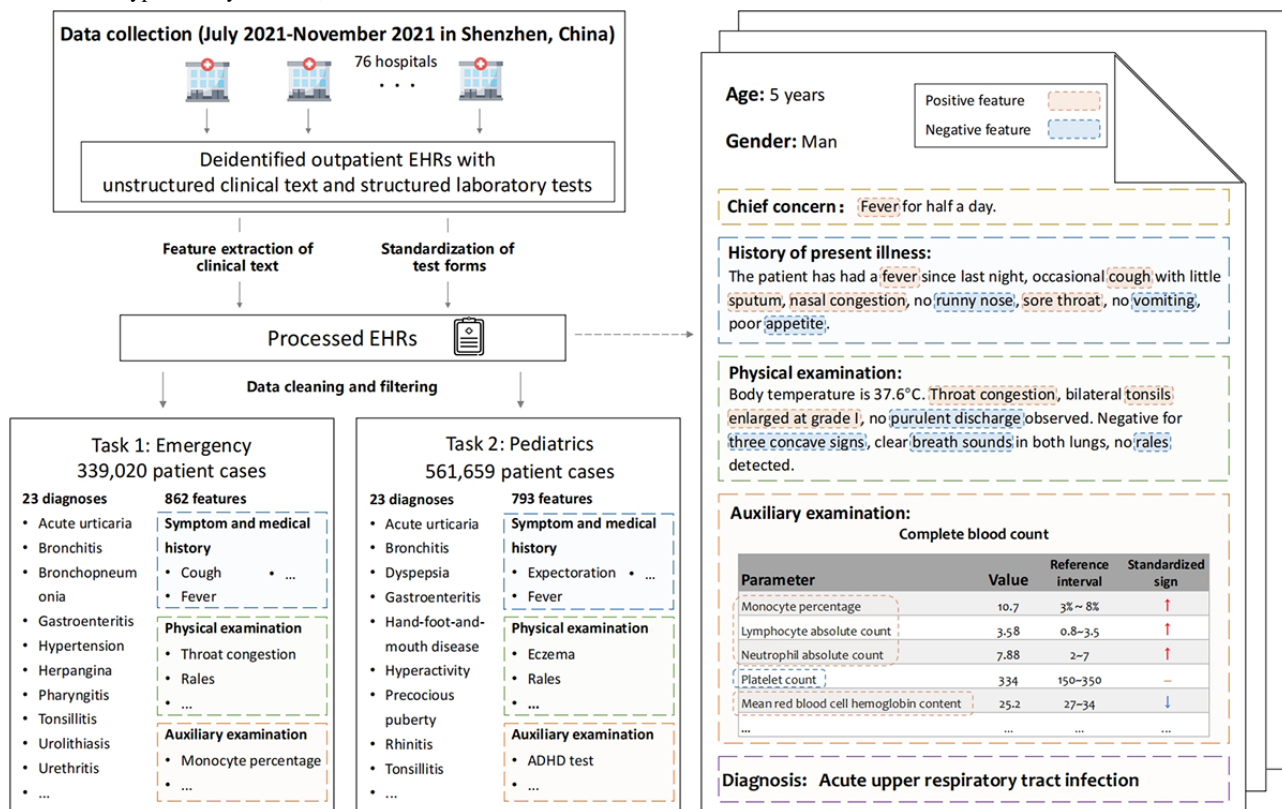 Data collection (July 2021-November 2021 in Shenzhen, China)
76 hospitals
. . .
Deidentified outpatient EHRs with
unstructured clinical text and structured laboratory tests
Feature extraction of
clinical text
Standardization of
test forms
Processed EHRs
Data cleaning and filtering
Task 1: Emergency
339,020 patient cases
23 diagnoses
• Acute urticaria
• Bronchitis
• Bronchopneum
onia
• Gastroenteritis
• Hypertension
• Herpangina
• Pharyngitis
• Tonsillitis
• Urolithiasis
• Urethritis
• ...
862 features
Symptom and medical
history
• Cough • ...
• Fever
Physical examination
• Throat congestion
• Rales
• ...
Auxiliary examination
• Monocyte percentage
• ...
Task 2: Pediatrics
561,659 patient cases
23 diagnoses
• Acute urticaria
• Bronchitis
• Dyspepsia
• Gastroenteritis
• Hand-foot-and-
mouth disease
• Hyperactivity
• Precocious
puberty
• Rhinitis
• Tonsillitis
• ...
793 features
Symptom and medical
history
• Expectoration • ...
• Fever
Physical examination
• Eczema
• Rales
• ...
Auxiliary examination
• ADHD test
• ...
Age: 5 years
Gender: Man
Positive feature
Negative feature
Chief concern: Fever for half a day.
History of present illness:
The patient has had a fever since last night, occasional cough with little
sputum, nasal congestion, no runny nose, sore throat, no vomiting,
poor appetite.
Physical examination:
Body temperature is 37.6°C. Throat congestion, bilateral tonsils
enlarged at grade I, no purulent discharge observed. Negative for
three concave signs, clear breath sounds in both lungs, no rales
detected.
Auxiliary examination:
Complete blood count
Parameter Value Reference interval Standardized sign
Monocyte percentage 10.7 3% ~ 8% ↑
Lymphocyte absolute count 3.58 0.8~3.5 ↑
Neutrophil absolute count 7.88 2~7 ↑
Platelet count 334 150~350 –
Mean red blood cell hemoglobin content 25.2 27~34 ↓
... ... ... ...
Diagnosis: Acute upper respiratory tract infection